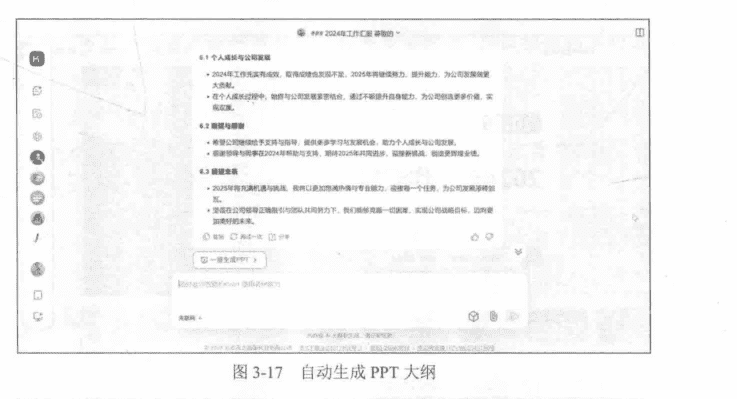 ### 2024年工作汇报 尊敬的
6.1 个人成长与公司发展
2024年工作充实有成效，取得成绩也发现不足，2025年将继续努力，提升能力，为公司发展做更
大贡献。
在个人成长过程中，始终与公司发展紧密结合，通过不断提升自身能力，为公司创造更多价值，实
现双赢。
6.2 期望与感谢
希望公司继续给予支持与指导，提供更多学习与发展机会，助力个人成长与公司发展。
感谢领导与同事在2024年帮助与支持，期待2025年共同进步，迎接新挑战，创造更辉煌业绩。
6.3 展望未来
2025年将充满机遇与挑战，我将以更加饱满热情与专业能力，迎接每一个任务，为公司发展添砖加
瓦。
坚信在公司领导正确指引与团队共同努力下，我们能够克服一切困难，实现公司战略目标，迈向更
加美好的未来。
复制 再试一次 分享
一键生成PPT
图 3-17 自动生成 PPT 大纲